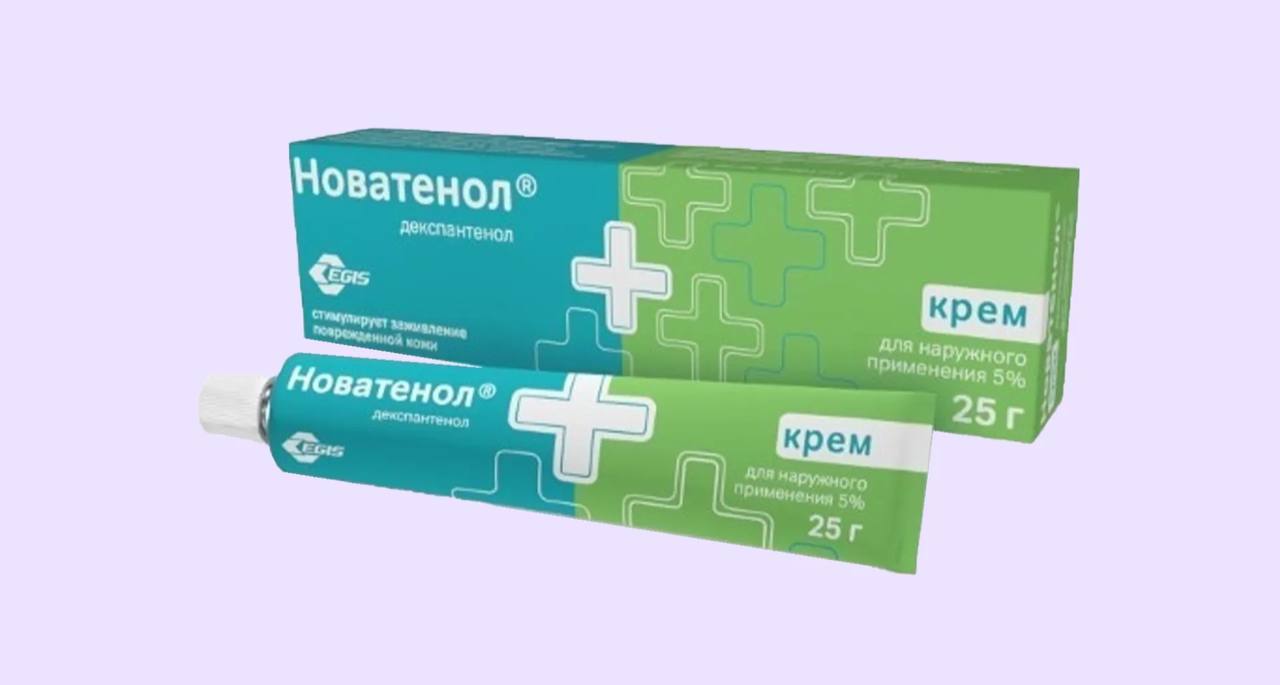 Новатенол®
декспантенол
EGIS
стимулирует заживление
поврежденной кожи
крем
для наружного
применения 5%
25 г
Новатенол®
декспантенол
EGIS
крем
для наружного
применения 5%
25 г